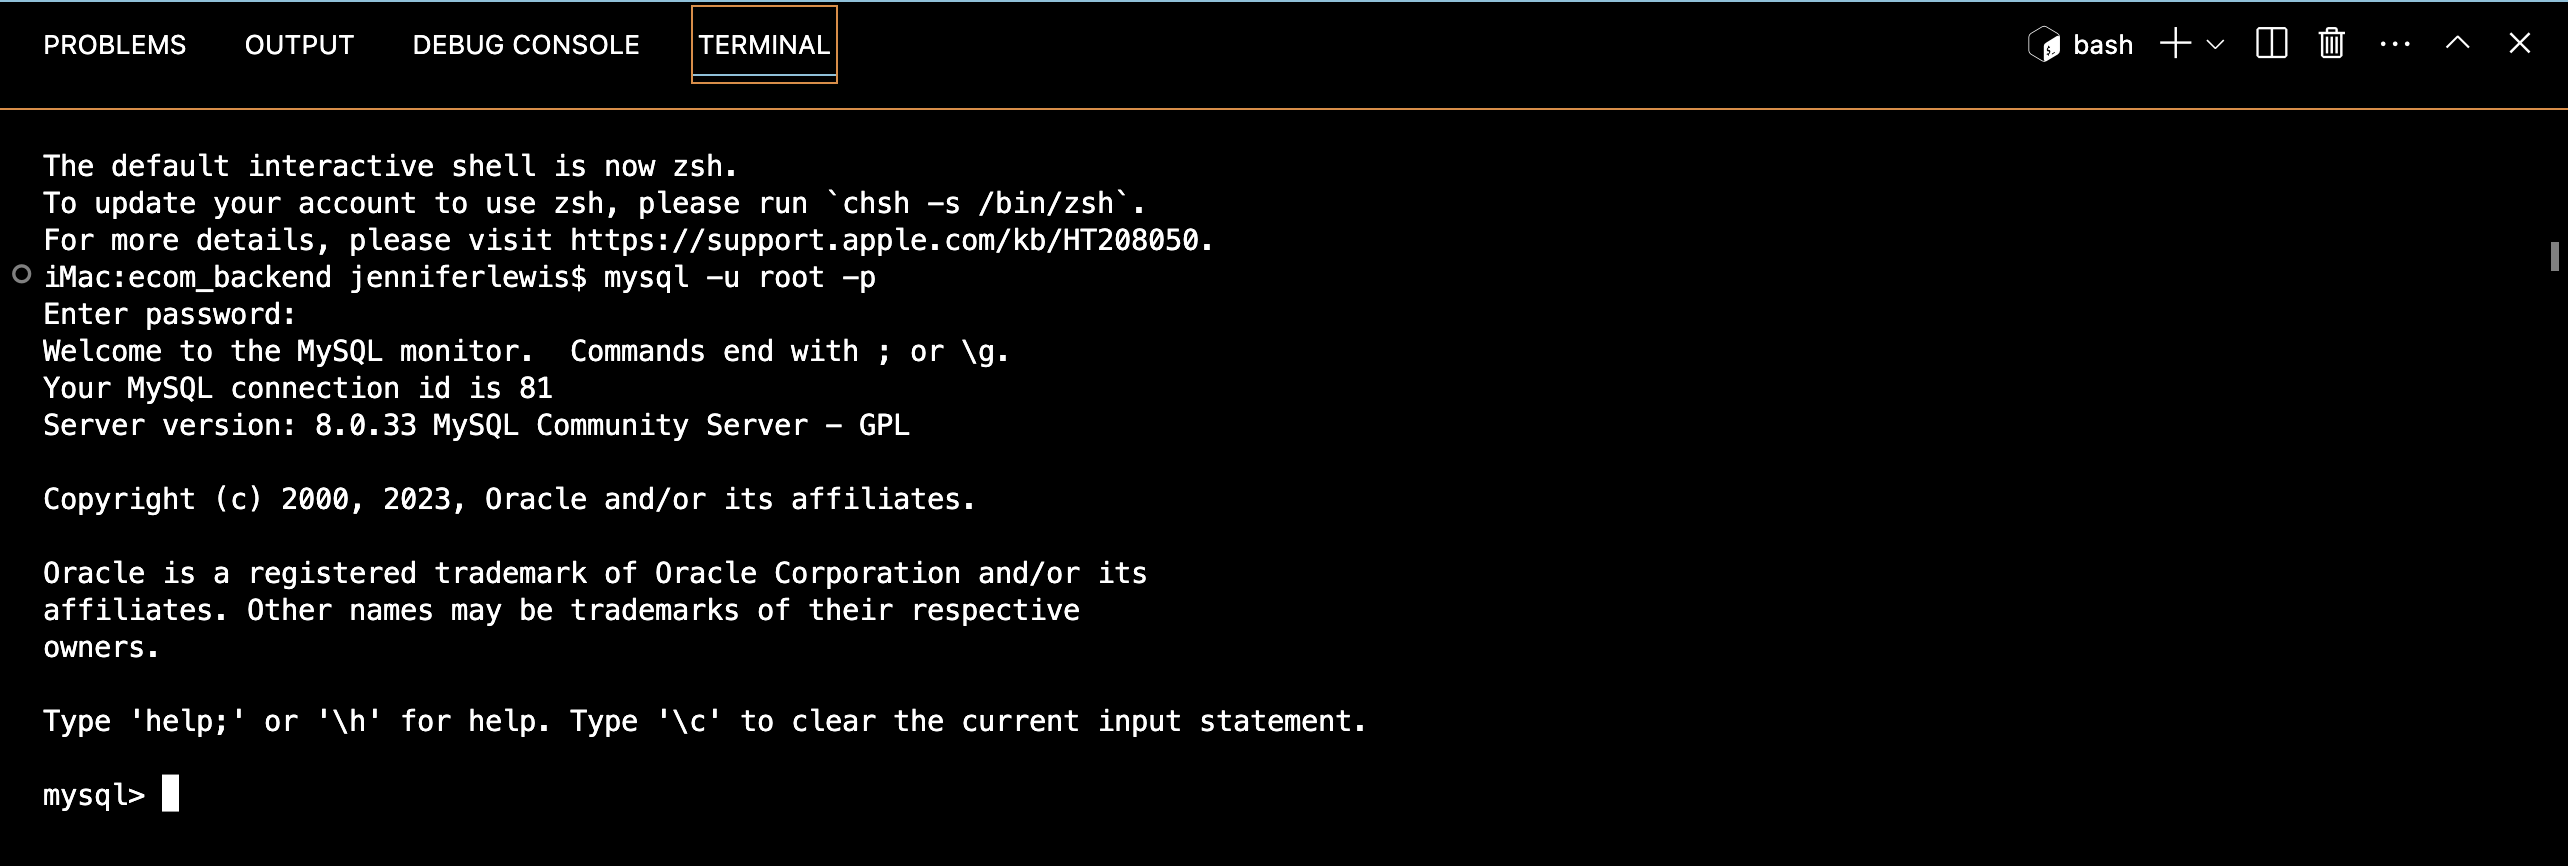 PROBLEMS OUTPUT DEBUG CONSOLE TERMINAL bash
The default interactive shell is now zsh.
To update your account to use zsh, please run `chsh -s /bin/zsh`.
For more details, please visit https://support.apple.com/kb/HT208050.
iMac:ecom_backend jenniferlewis$ mysql -u root -p
Enter password:
Welcome to the MySQL monitor.  Commands end with ; or \g.
Your MySQL connection id is 81
Server version: 8.0.33 MySQL Community Server - GPL
Copyright (c) 2000, 2023, Oracle and/or its affiliates.
Oracle is a registered trademark of Oracle Corporation and/or its
affiliates. Other names may be trademarks of their respective
owners.
Type 'help;' or '\h' for help. Type '\c' to clear the current input statement.
mysql>